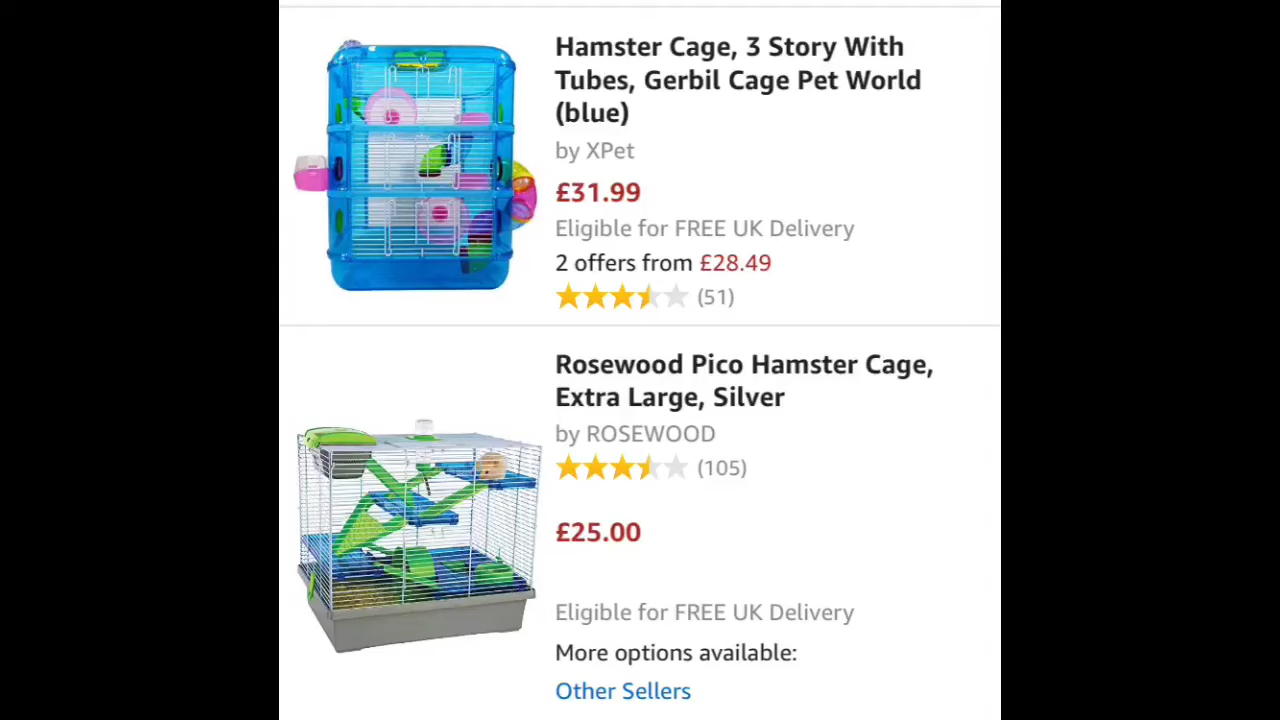 Hamster Cage, 3 Story With
Tubes, Gerbil Cage Pet World
(blue)
by XPet
£31.99
Eligible for FREE UK Delivery
2 offers from £28.49
(51)
Rosewood Pico Hamster Cage,
Extra Large, Silver
by ROSEWOOD
(105)
£25.00
Eligible for FREE UK Delivery
More options available:
Other Sellers